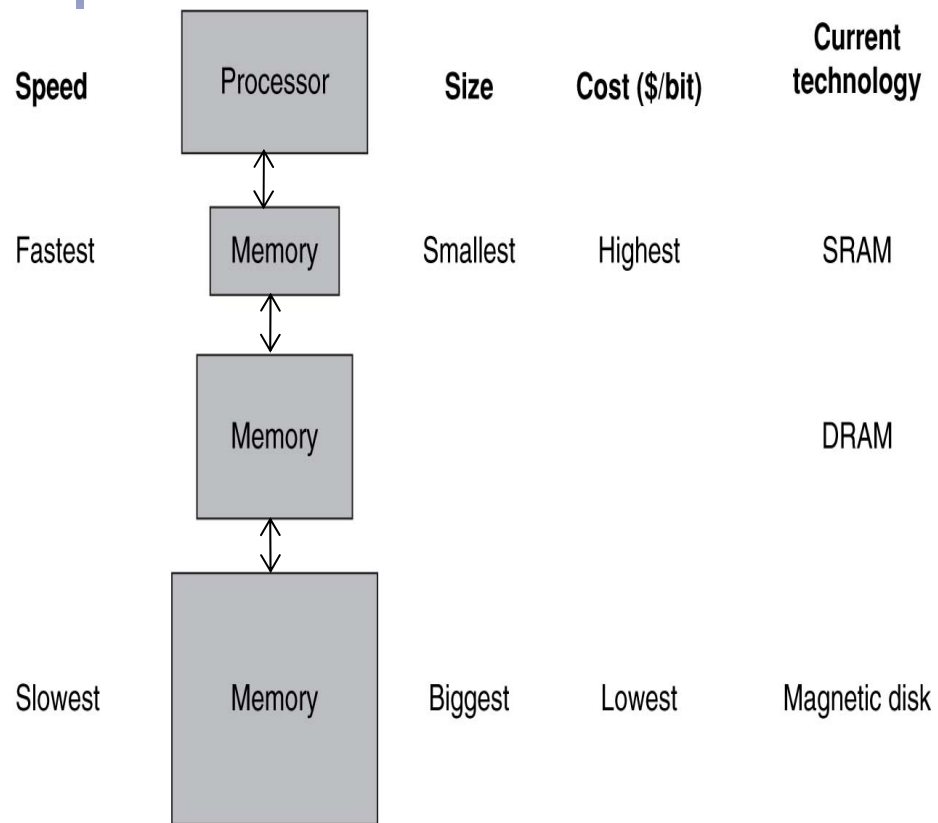 Speed
Processor
Size
Cost ($/bit)
Current
technology
Fastest
Memory
Smallest
Highest
SRAM
Memory
DRAM
Slowest
Memory
Biggest
Lowest
Magnetic disk